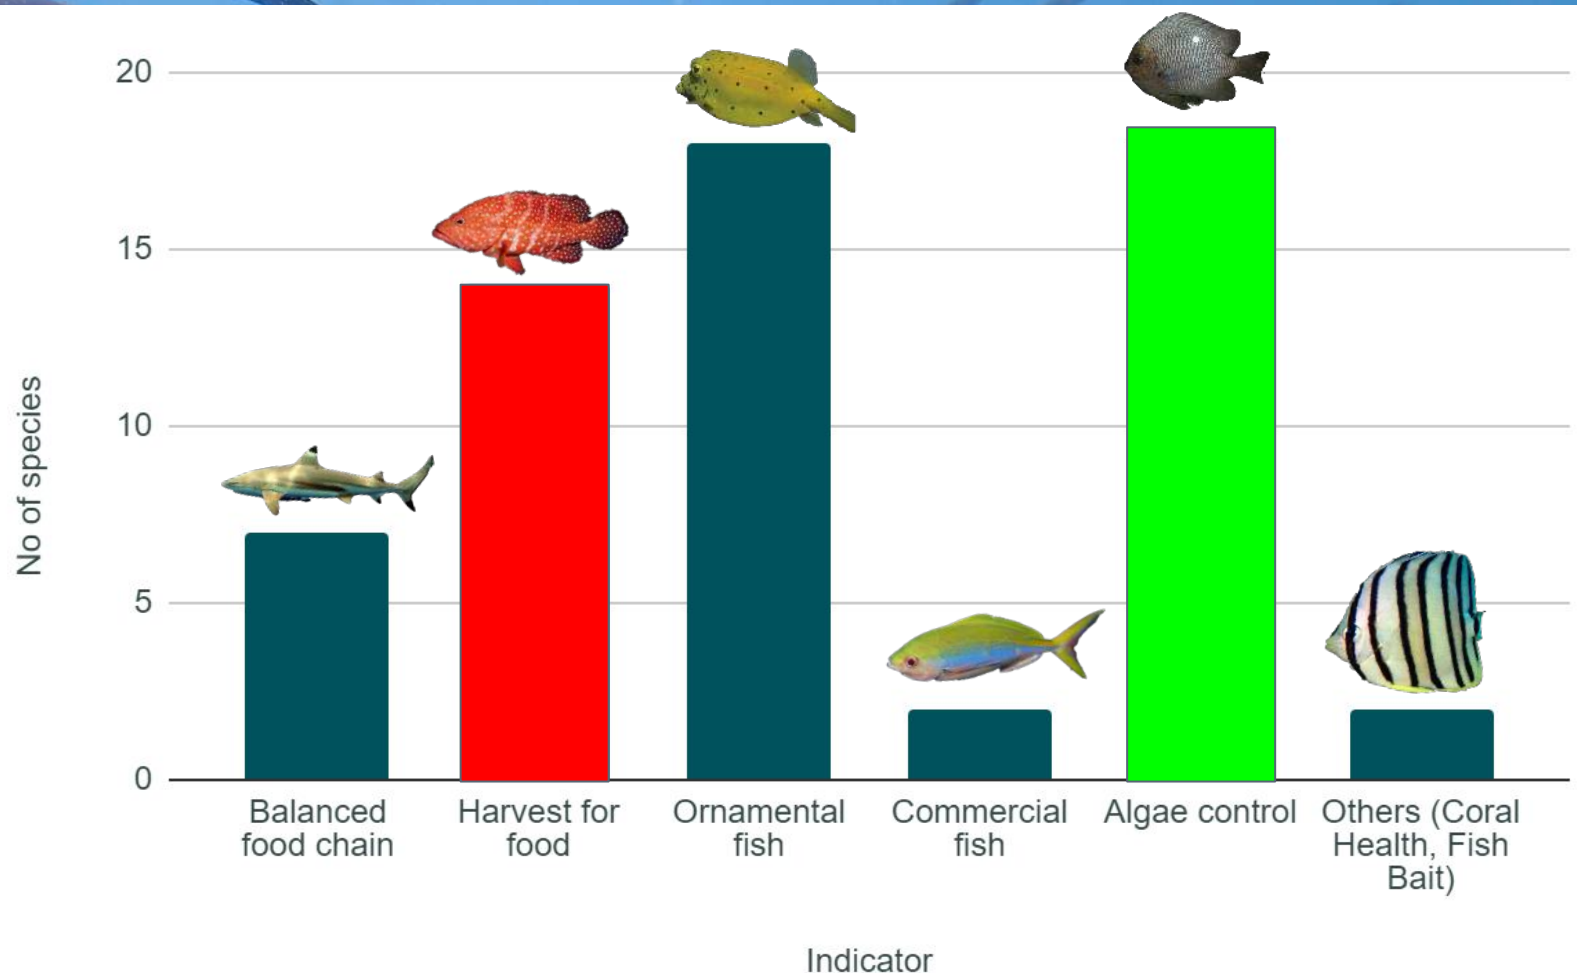 No of species
20
15
10
5
0
Balanced
food chain
Harvest for
food
Ornamental
fish
Commercial
fish
Algae control
Others (Coral
Health, Fish
Bait)
Indicator